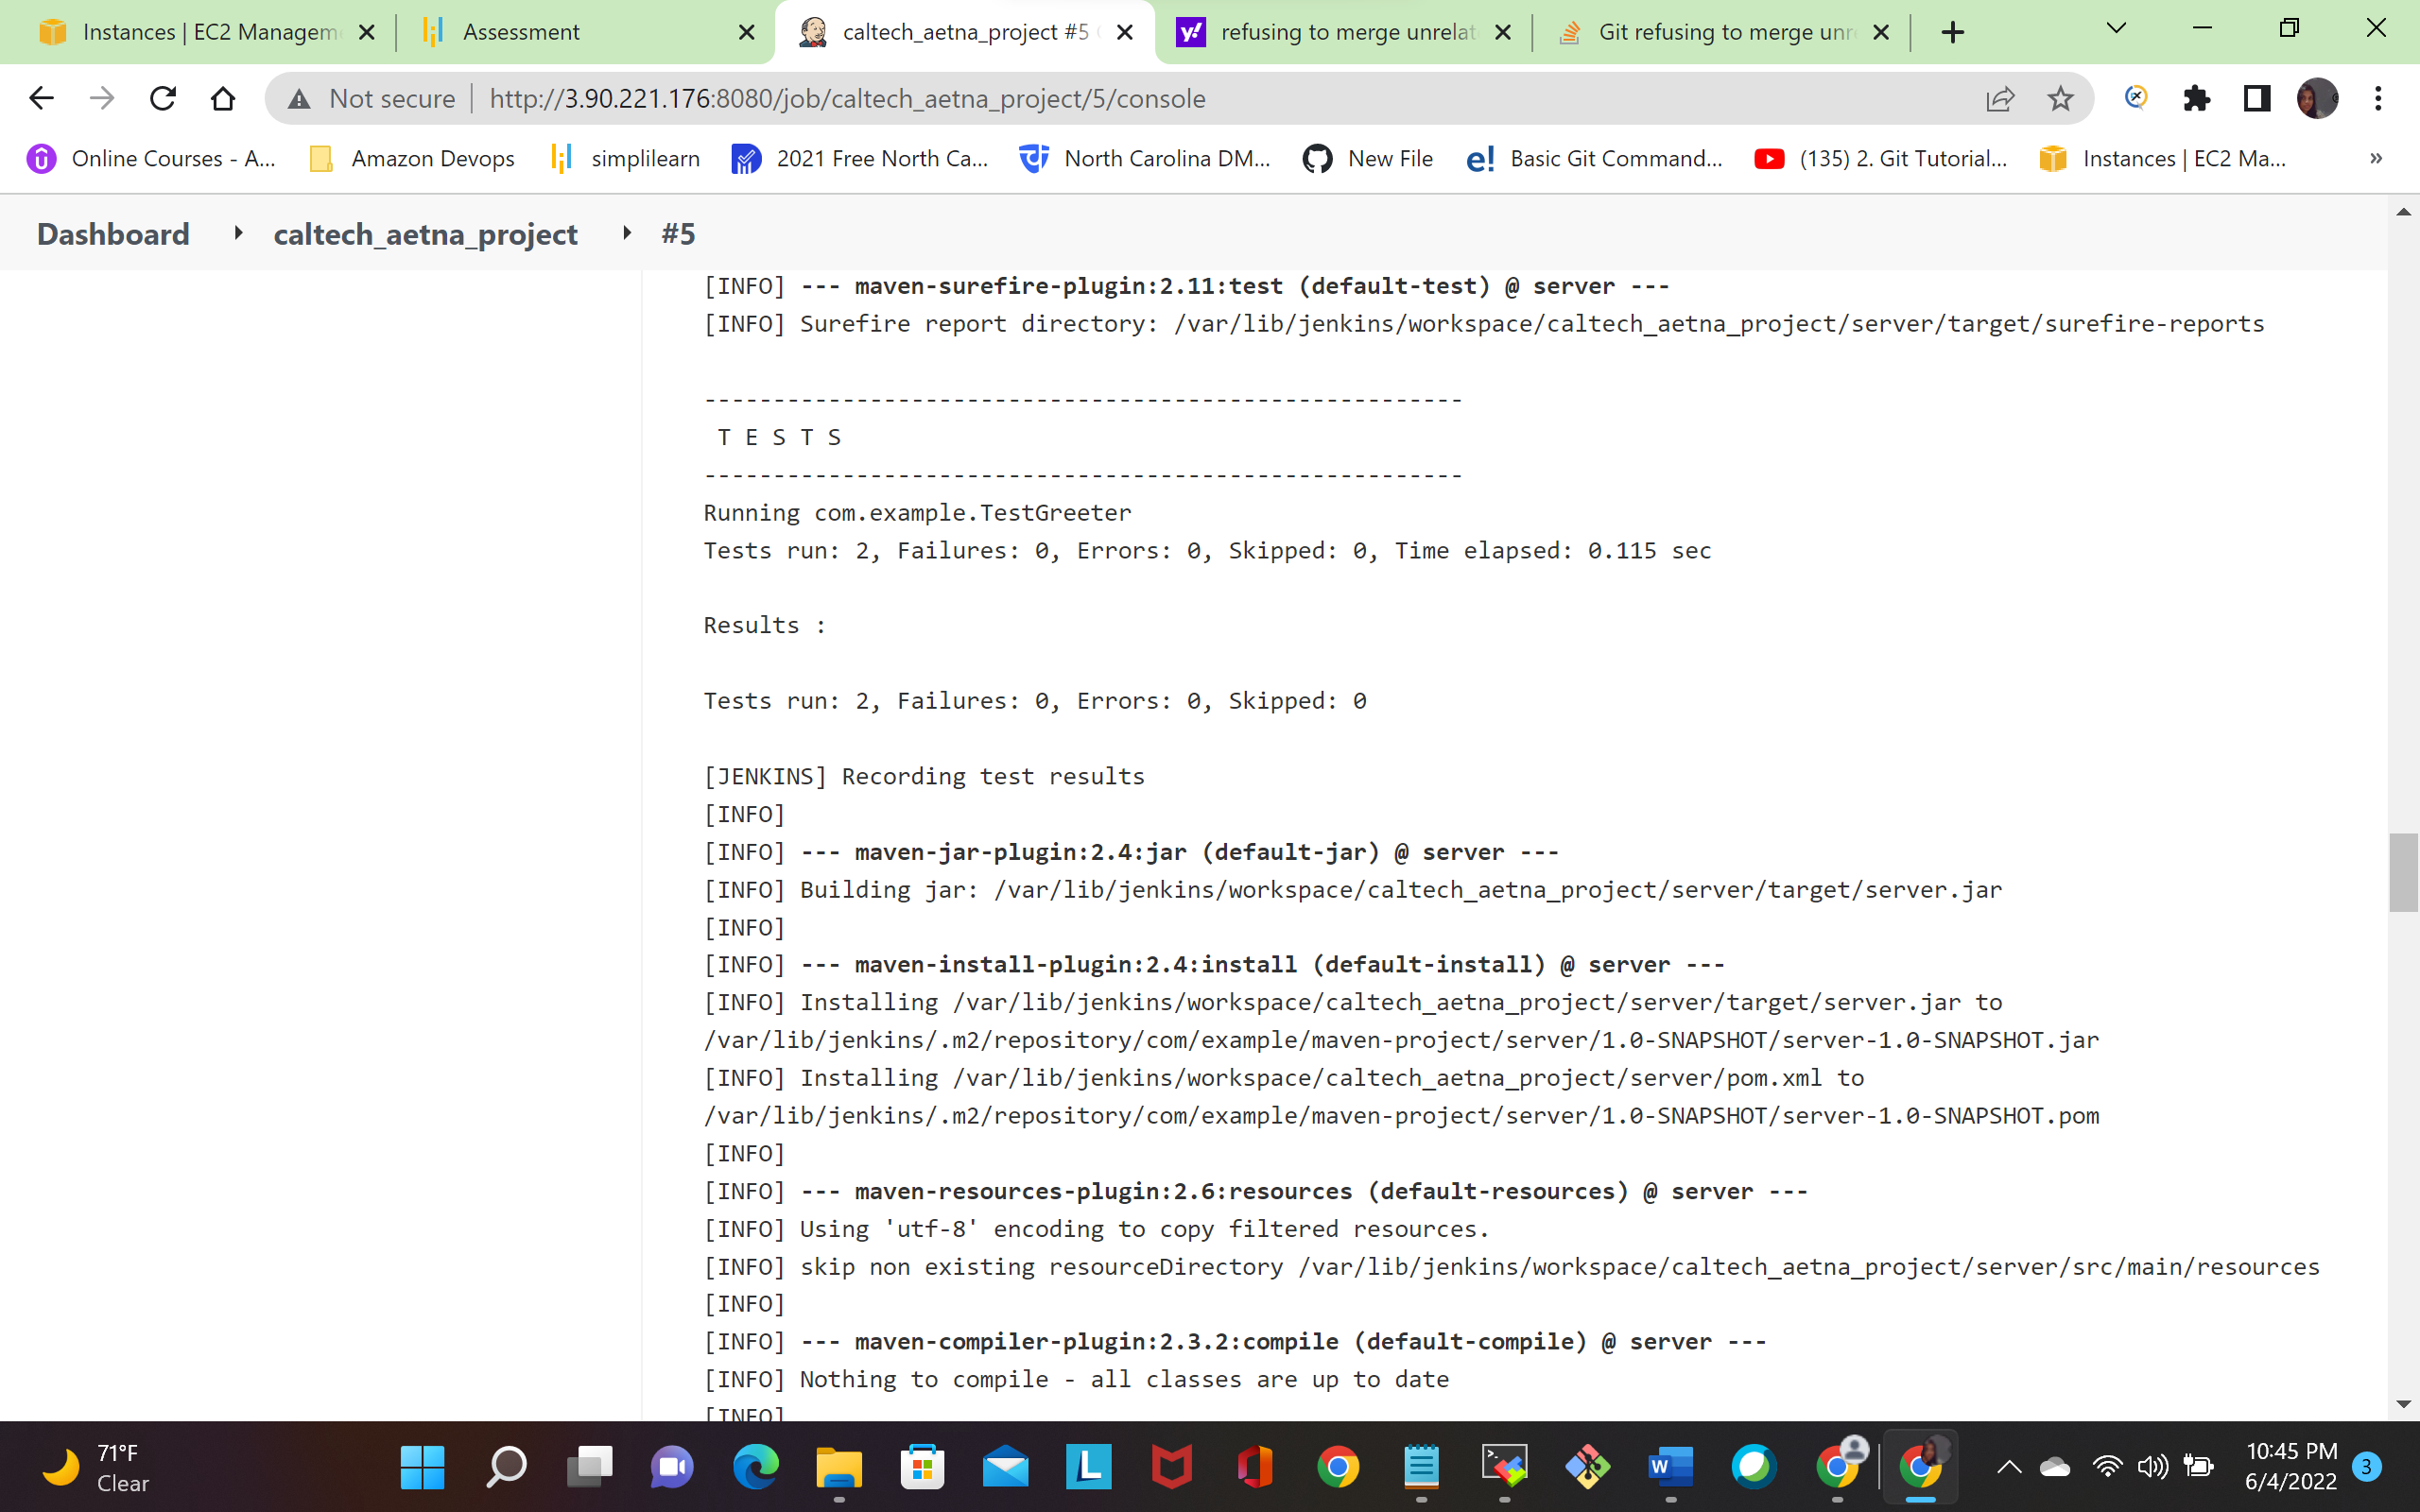 Instances | EC2 Managem
Assessment
caltech_aetna_project #5
refusing to merge unrelat
Git refusing to merge unr
Not secure
http://3.90.221.176:8080/job/caltech_aetna_project/5/console
Online Courses - A...
Amazon Devops
simplilearn
2021 Free North Ca...
North Carolina DM...
New File
e!
Basic Git Command...
(135) 2. Git Tutorial...
Instances | EC2 Ma...
»
Dashboard
caltech_aetna_project
#5
[INFO] --- maven-surefire-plugin:2.11:test (default-test) @ server ---
[INFO] Surefire report directory: /var/lib/jenkins/workspace/caltech_aetna_project/server/target/surefire-reports
-------------------------------------------------------
T E S T S
-------------------------------------------------------
Running com.example.TestGreeter
Tests run: 2, Failures: 0, Errors: 0, Skipped: 0, Time elapsed: 0.115 sec
Results :
Tests run: 2, Failures: 0, Errors: 0, Skipped: 0
[JENKINS] Recording test results
[INFO]
[INFO] --- maven-jar-plugin:2.4:jar (default-jar) @ server ---
[INFO] Building jar: /var/lib/jenkins/workspace/caltech_aetna_project/server/target/server.jar
[INFO]
[INFO] --- maven-install-plugin:2.4:install (default-install) @ server ---
[INFO] Installing /var/lib/jenkins/workspace/caltech_aetna_project/server/target/server.jar to
/var/lib/jenkins/.m2/repository/com/example/maven-project/server/1.0-SNAPSHOT/server-1.0-SNAPSHOT.jar
[INFO] Installing /var/lib/jenkins/workspace/caltech_aetna_project/server/pom.xml to
/var/lib/jenkins/.m2/repository/com/example/maven-project/server/1.0-SNAPSHOT/server-1.0-SNAPSHOT.pom
[INFO]
[INFO] --- maven-resources-plugin:2.6:resources (default-resources) @ server ---
[INFO] Using 'utf-8' encoding to copy filtered resources.
[INFO] skip non existing resourceDirectory /var/lib/jenkins/workspace/caltech_aetna_project/server/src/main/resources
[INFO]
[INFO] --- maven-compiler-plugin:2.3.2:compile (default-compile) @ server ---
[INFO] Nothing to compile - all classes are up to date
[INFO]
71°F
Clear
10:45 PM
6/4/2022
3